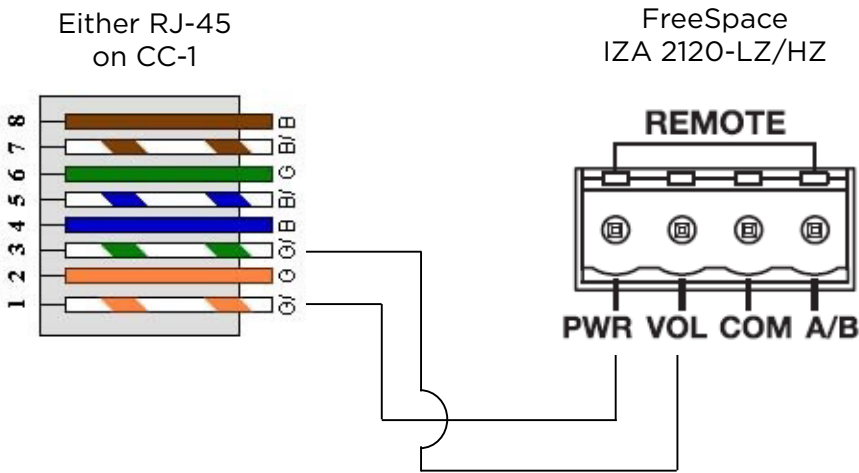 Either RJ-45
on CC-1
FreeSpace
IZA 2120-LZ/HZ
REMOTE
8 B
7 B/
6 G
5 B/
4 B
3 G/
2 O
1 O/
PWR VOL COM A/B